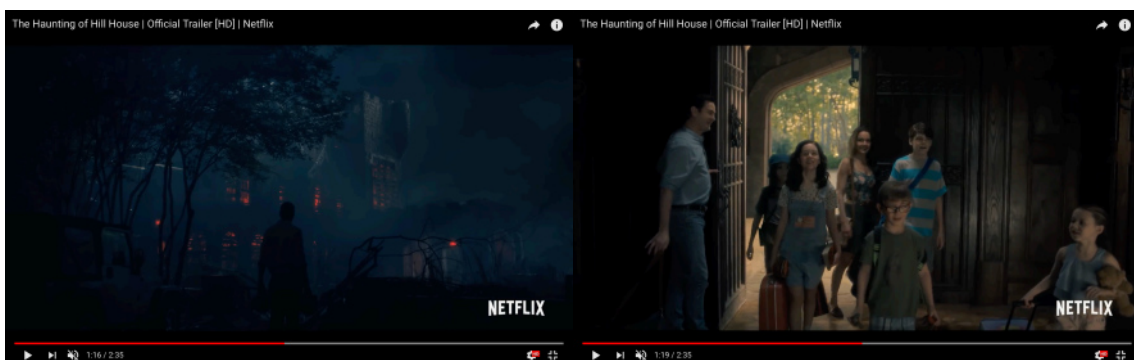 The Haunting of Hill House | Official Trailer [HD] | Netflix
NETFLIX
1:16 / 2:35
The Haunting of Hill House | Official Trailer [HD] | Netflix
NETFLIX
1:19 / 2:35